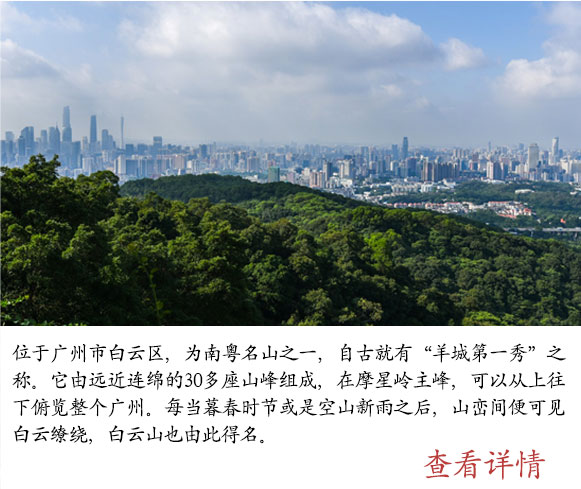 位于广州市白云区，为南粤名山之一，自古就有“羊城第一秀”之
称。它由远近连绵的30多座山峰组成，在摩星岭主峰，可以从上往
下俯览整个广州。每当暮春时节或是空山新雨之后，山峦间便可见
白云缭绕，白云山也由此得名。
查看详情